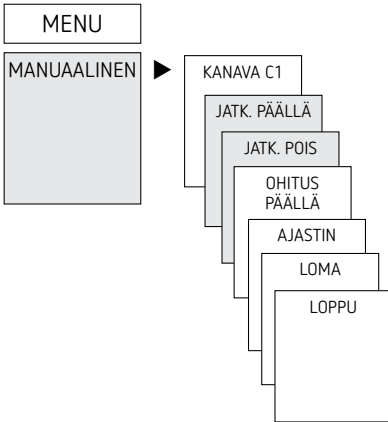 MENU
MANUAALINEN
KANAVA C1
JATK. PÄÄLLÄ
JATK. POIS
OHITUS
PÄÄLLÄ
AJASTIN
LOMA
LOPPU